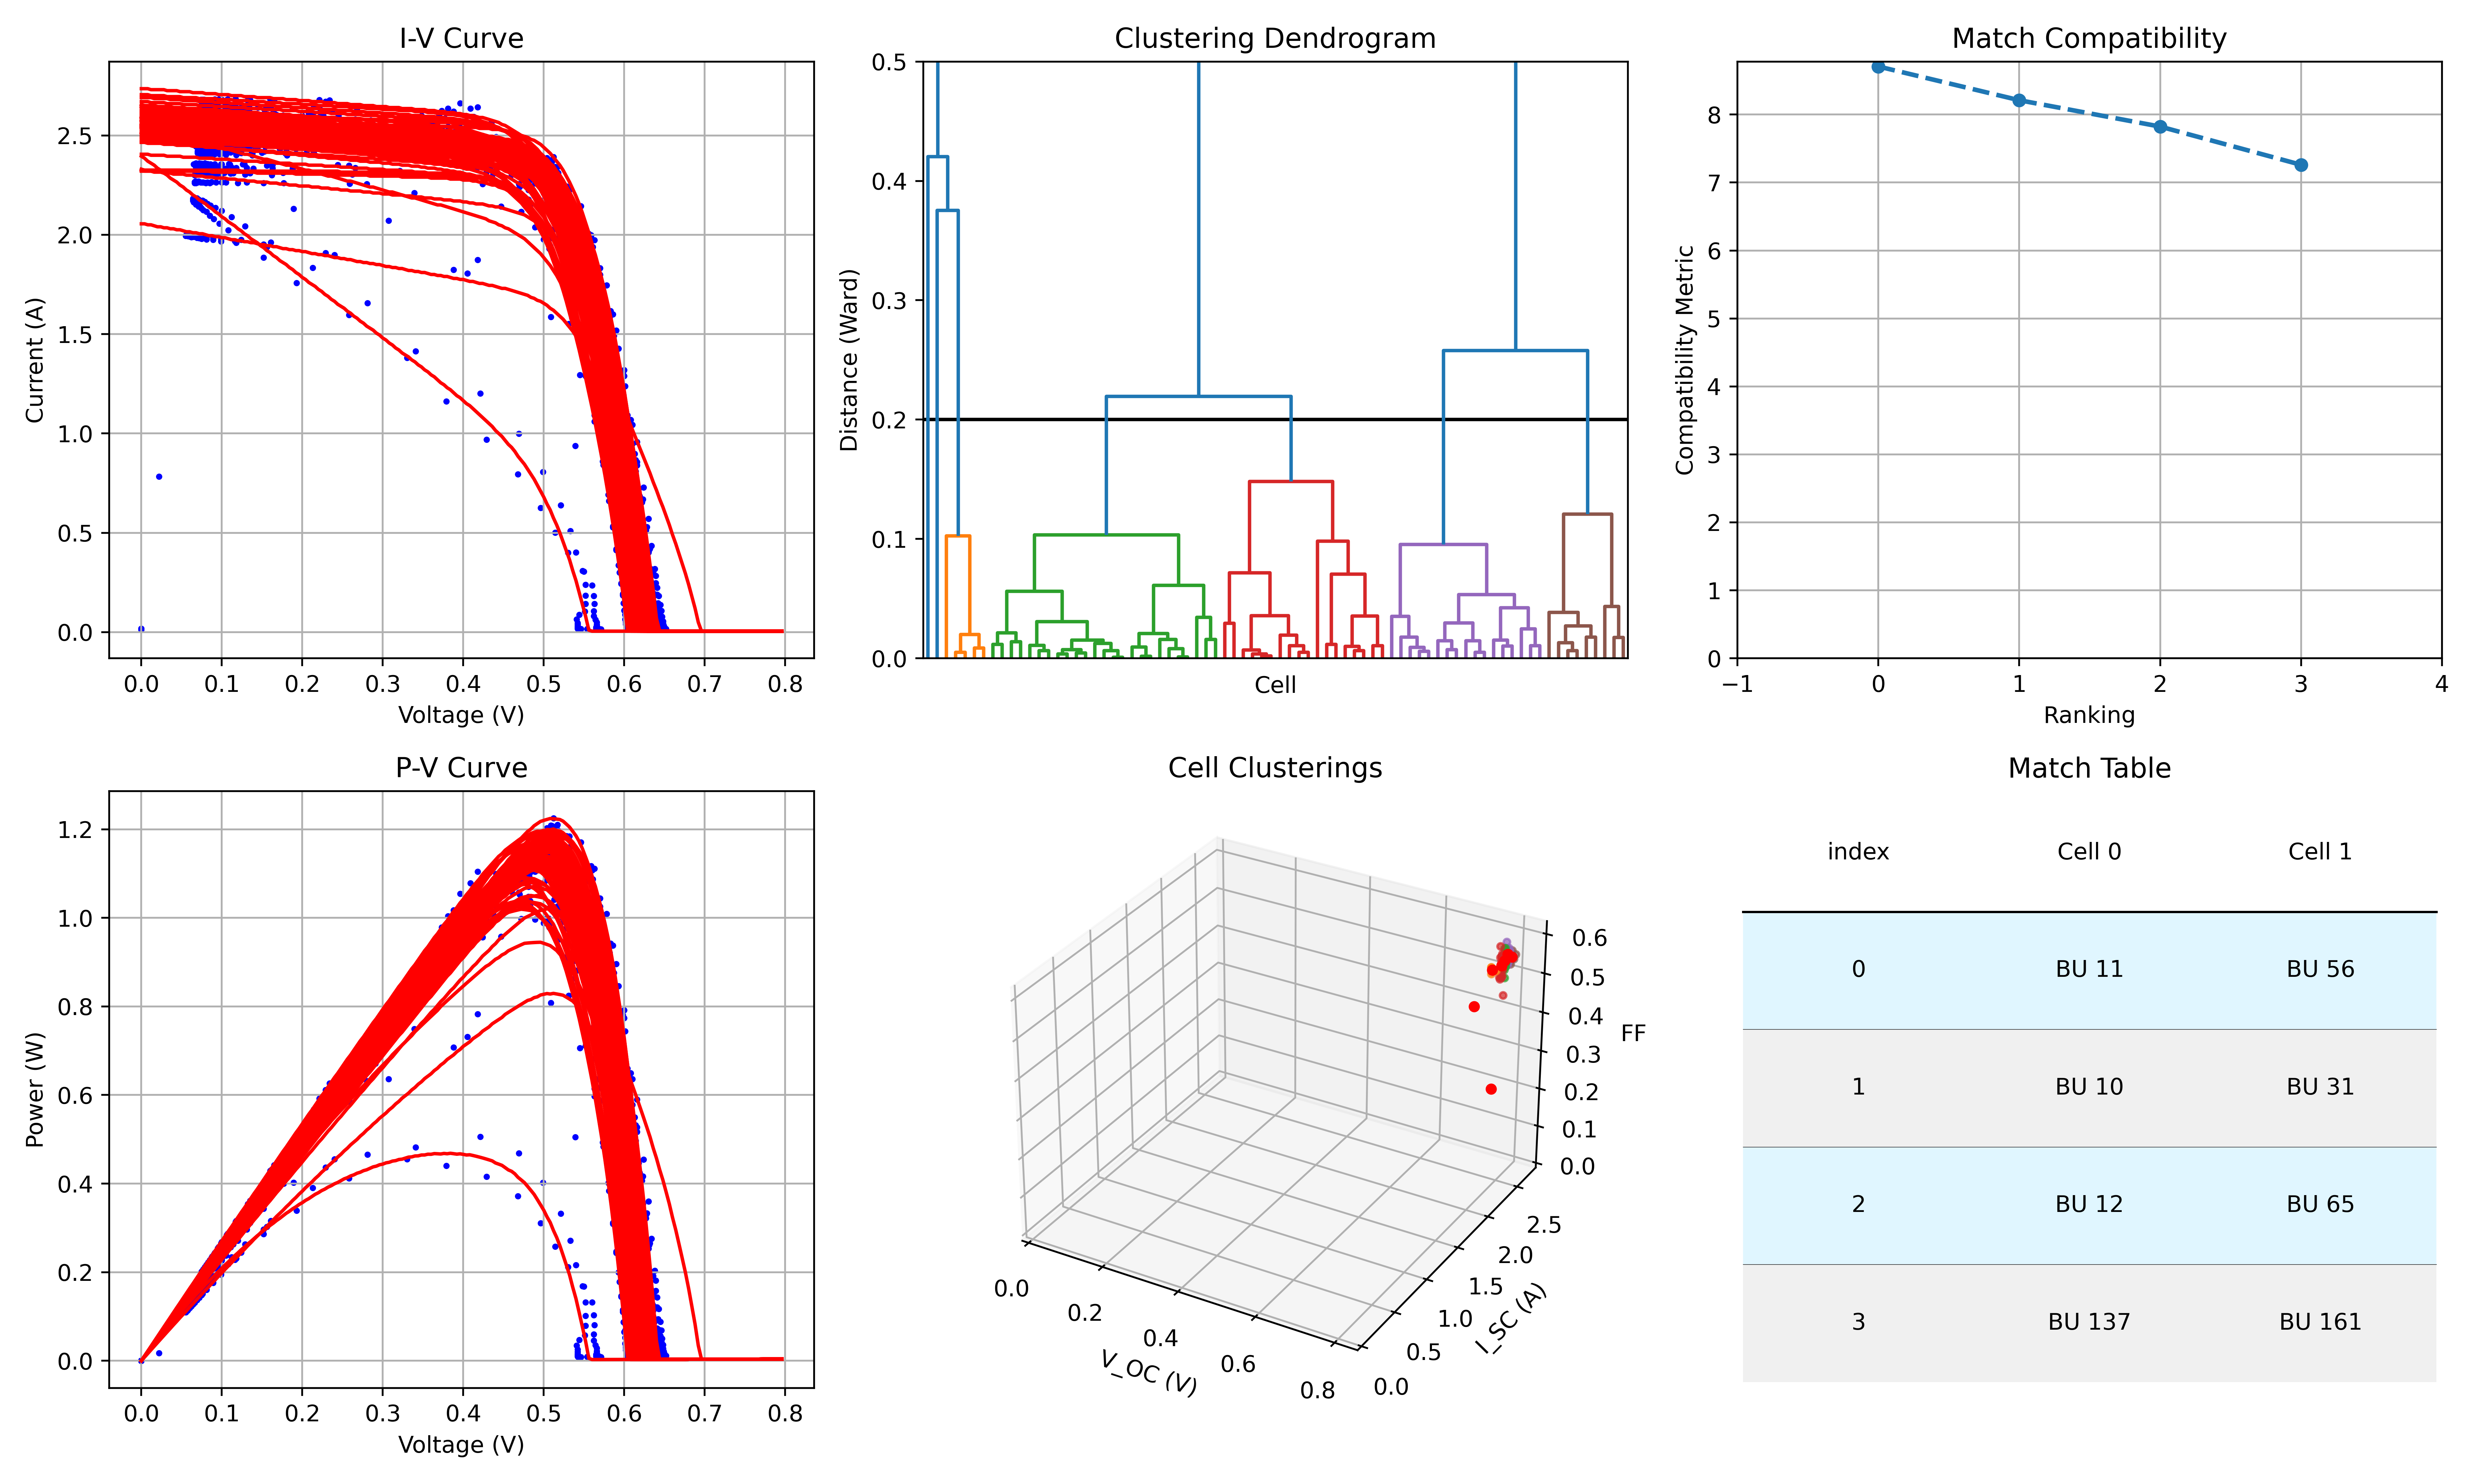 I-V Curve
Current (A)
2.5
2.0
1.5
1.0
0.5
0.0
0.0 0.1 0.2 0.3 0.4 0.5 0.6 0.7 0.8
Voltage (V)
Clustering Dendrogram
Distance (Ward)
0.5
0.4
0.3
0.2
0.1
0.0
Cell
Match Compatibility
Compatibility Metric
8
7
6
5
4
3
2
1
0
−1 0 1 2 3 4
Ranking
P-V Curve
Power (W)
1.2
1.0
0.8
0.6
0.4
0.2
0.0
0.0 0.1 0.2 0.3 0.4 0.5 0.6 0.7 0.8
Voltage (V)
Cell Clusterings
0.6
0.5
0.4
0.3
0.2
0.1
0.0
FF
2.5
2.0
1.5
1.0
0.5
0.0
I_SC (A)
0.0 0.2 0.4 0.6 0.8
V_OC (V)
Match Table
index Cell 0 Cell 1
0 BU 11 BU 56
1 BU 10 BU 31
2 BU 12 BU 65
3 BU 137 BU 161